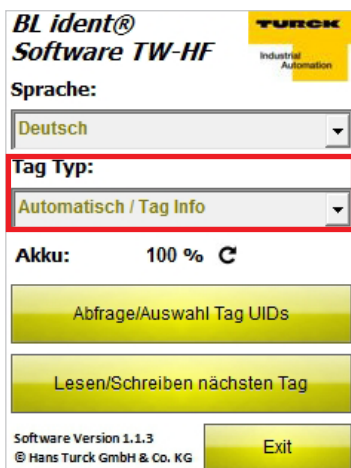 BL ident®
Software TW-HF
TURCK
Industrial
Automation
Sprache:
Deutsch
Tag Typ:
Automatisch / Tag Info
Akku: 100 %
Abfrage/Auswahl Tag UIDs
Lesen/Schreiben nächsten Tag
Software Version 1.1.3
© Hans Turck GmbH & Co. KG
Exit